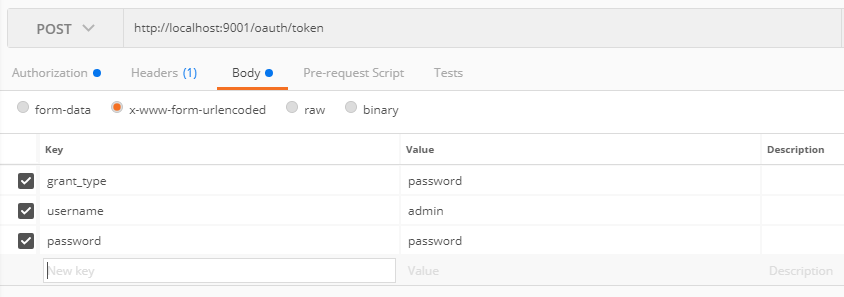 POST http://localhost:9001/oauth/token
Authorization Headers (1) Body Pre-request Script Tests
form-data x-www-form-urlencoded raw binary
Key Value Description
grant_type password
username admin
password password
New key Value Description